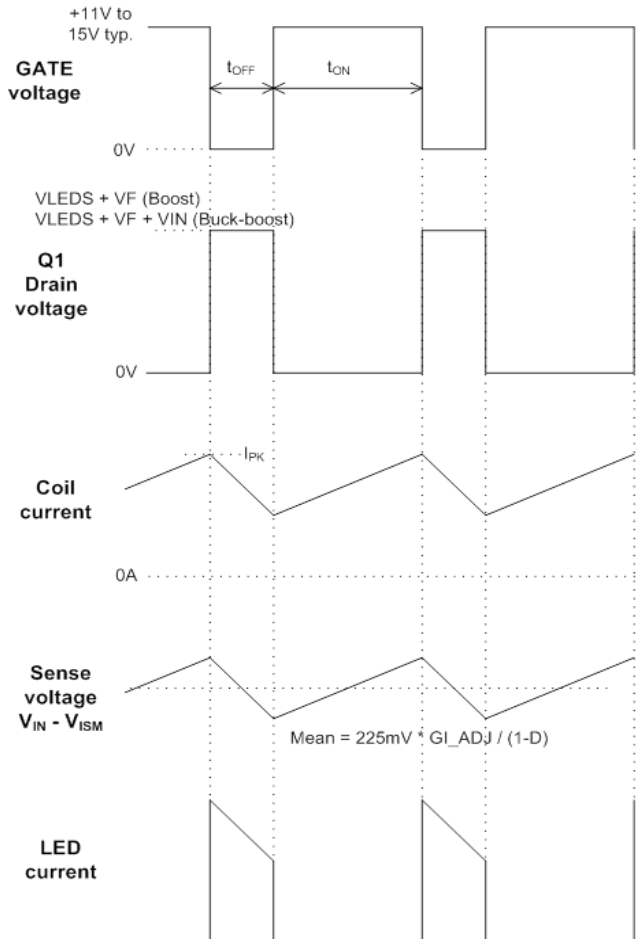 +11V to
15V typ.
GATE
voltage
tOFF
tON
0V
VLEDS + VF (Boost)
VLEDS + VF + VIN (Buck-boost)
Q1
Drain
voltage
0V
IPK
Coil
current
0A
Sense
voltage
VIN - VISM
Mean = 225mV * GI_ADJ / (1-D)
LED
current